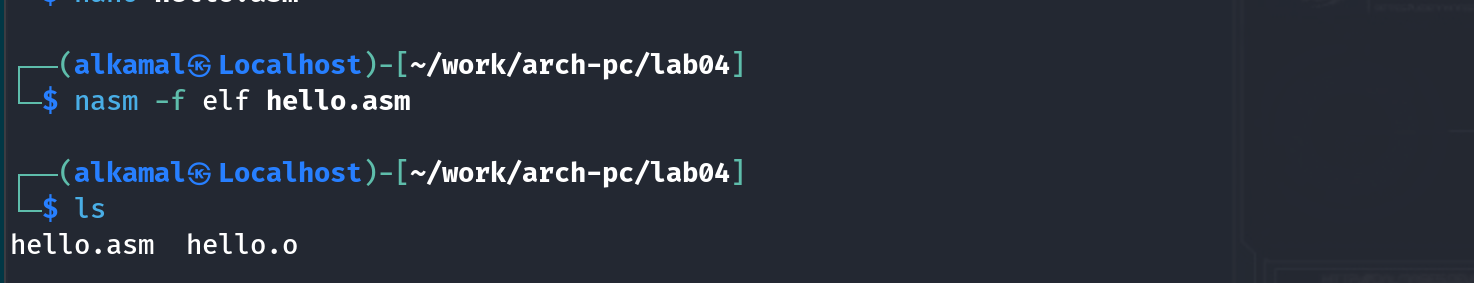 ┌──(alkamal㉿Localhost)-[~/work/arch-pc/lab04]
└─$ nasm -f elf hello.asm
┌──(alkamal㉿Localhost)-[~/work/arch-pc/lab04]
└─$ ls
hello.asm  hello.o